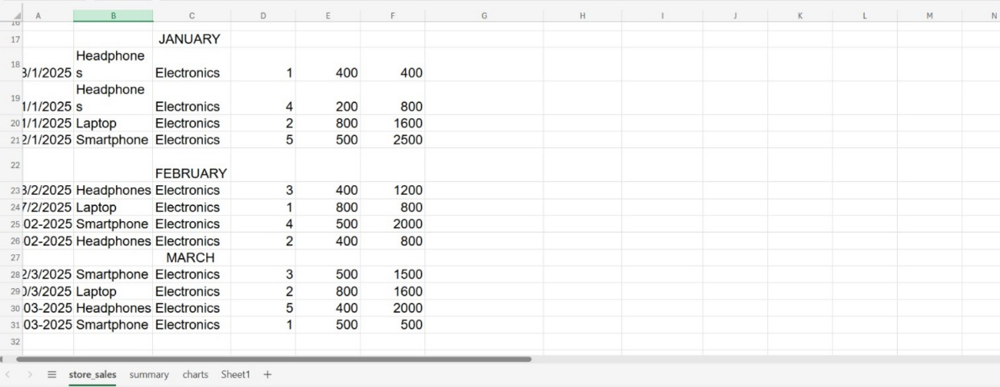 A B C D E F G H I J K L M N
16
17 JANUARY
Headphone
18 3/1/2025 s Electronics 1 400 400
Headphone
19 1/1/2025 s Electronics 4 200 800
20 1/1/2025 Laptop Electronics 2 800 1600
21 2/1/2025 Smartphone Electronics 5 500 2500
22 FEBRUARY
23 3/2/2025 Headphones Electronics 3 400 1200
24 7/2/2025 Laptop Electronics 1 800 800
25 02-2025 Smartphone Electronics 4 500 2000
26 02-2025 Headphones Electronics 2 400 800
27 MARCH
28 2/3/2025 Smartphone Electronics 3 500 1500
29 0/3/2025 Laptop Electronics 2 800 1600
30 03-2025 Headphones Electronics 5 400 2000
31 03-2025 Smartphone Electronics 1 500 500
32
store_sales summary charts Sheet1 +